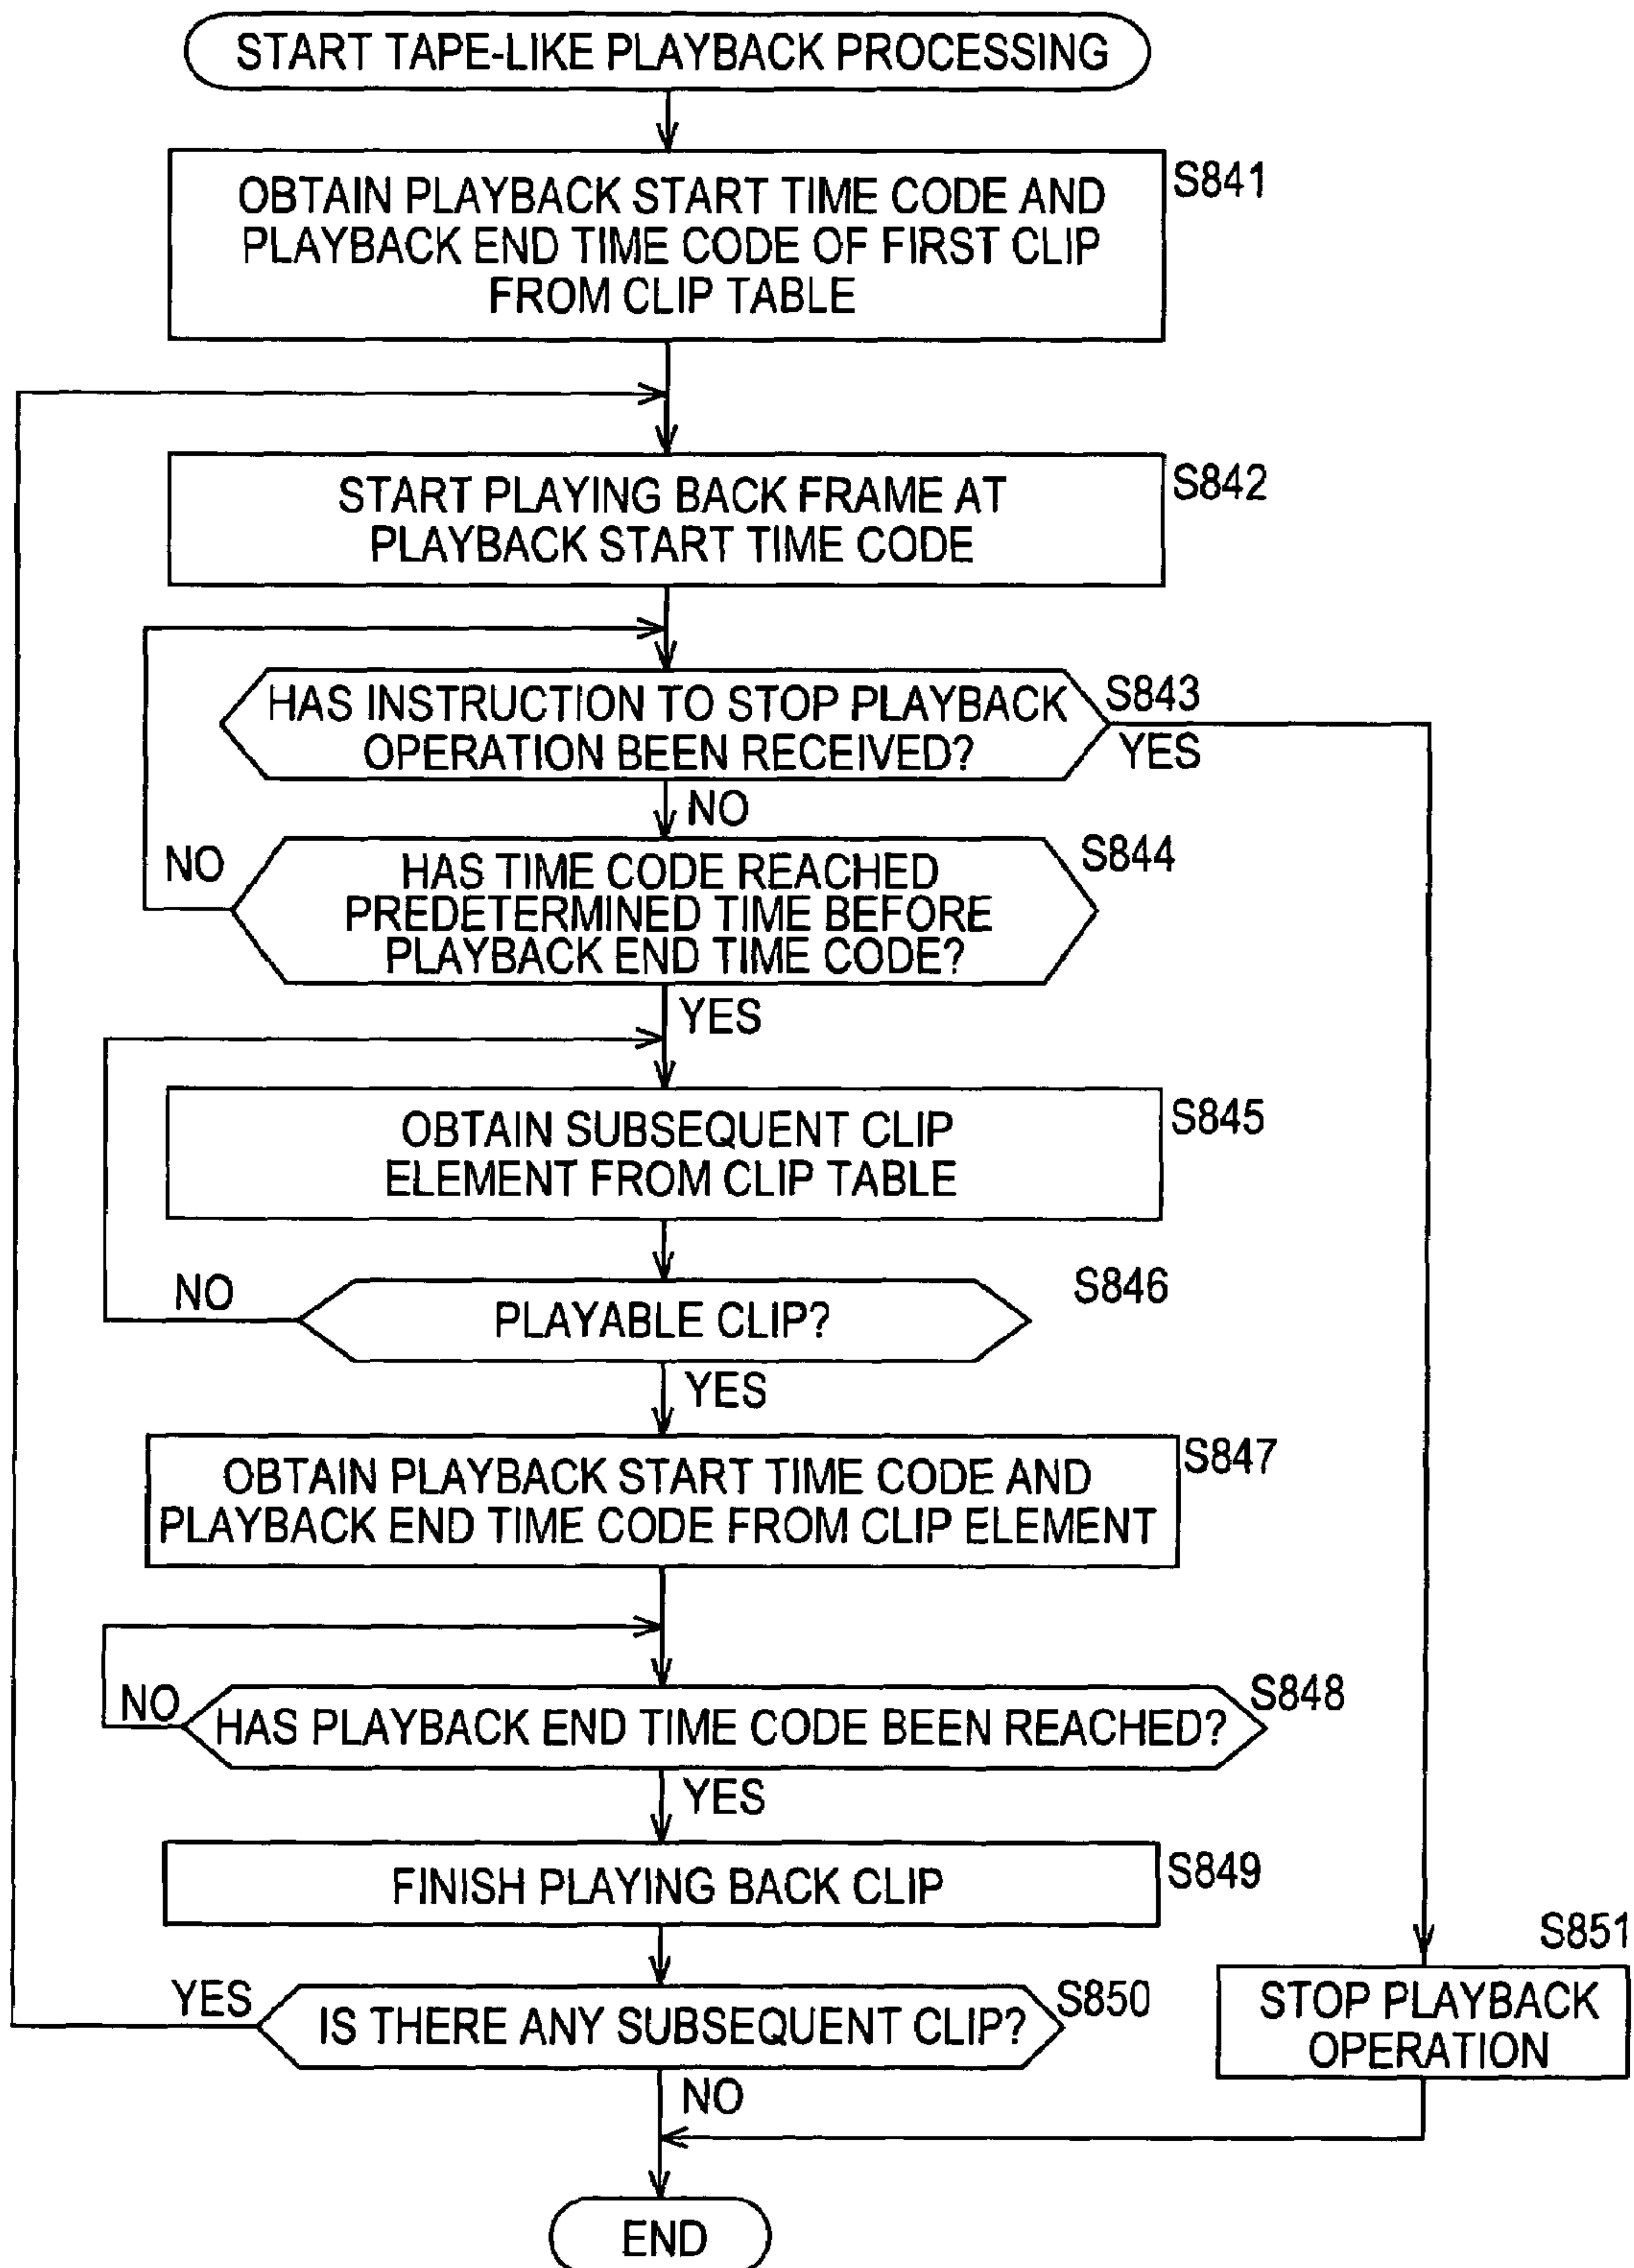 START TAPE-LIKE PLAYBACK PROCESSING
S841
OBTAIN PLAYBACK START TIME CODE AND
PLAYBACK END TIME CODE OF FIRST CLIP
FROM CLIP TABLE
S842
START PLAYING BACK FRAME AT
PLAYBACK START TIME CODE
S843
HAS INSTRUCTION TO STOP PLAYBACK
OPERATION BEEN RECEIVED?
YES
NO
S844
NO
HAS TIME CODE REACHED
PREDETERMINED TIME BEFORE
PLAYBACK END TIME CODE?
YES
S845
OBTAIN SUBSEQUENT CLIP
ELEMENT FROM CLIP TABLE
S846
NO
PLAYABLE CLIP?
YES
S847
OBTAIN PLAYBACK START TIME CODE AND
PLAYBACK END TIME CODE FROM CLIP ELEMENT
S848
NO
HAS PLAYBACK END TIME CODE BEEN REACHED?
YES
S849
FINISH PLAYING BACK CLIP
S850
YES
IS THERE ANY SUBSEQUENT CLIP?
NO
S851
STOP PLAYBACK
OPERATION
END